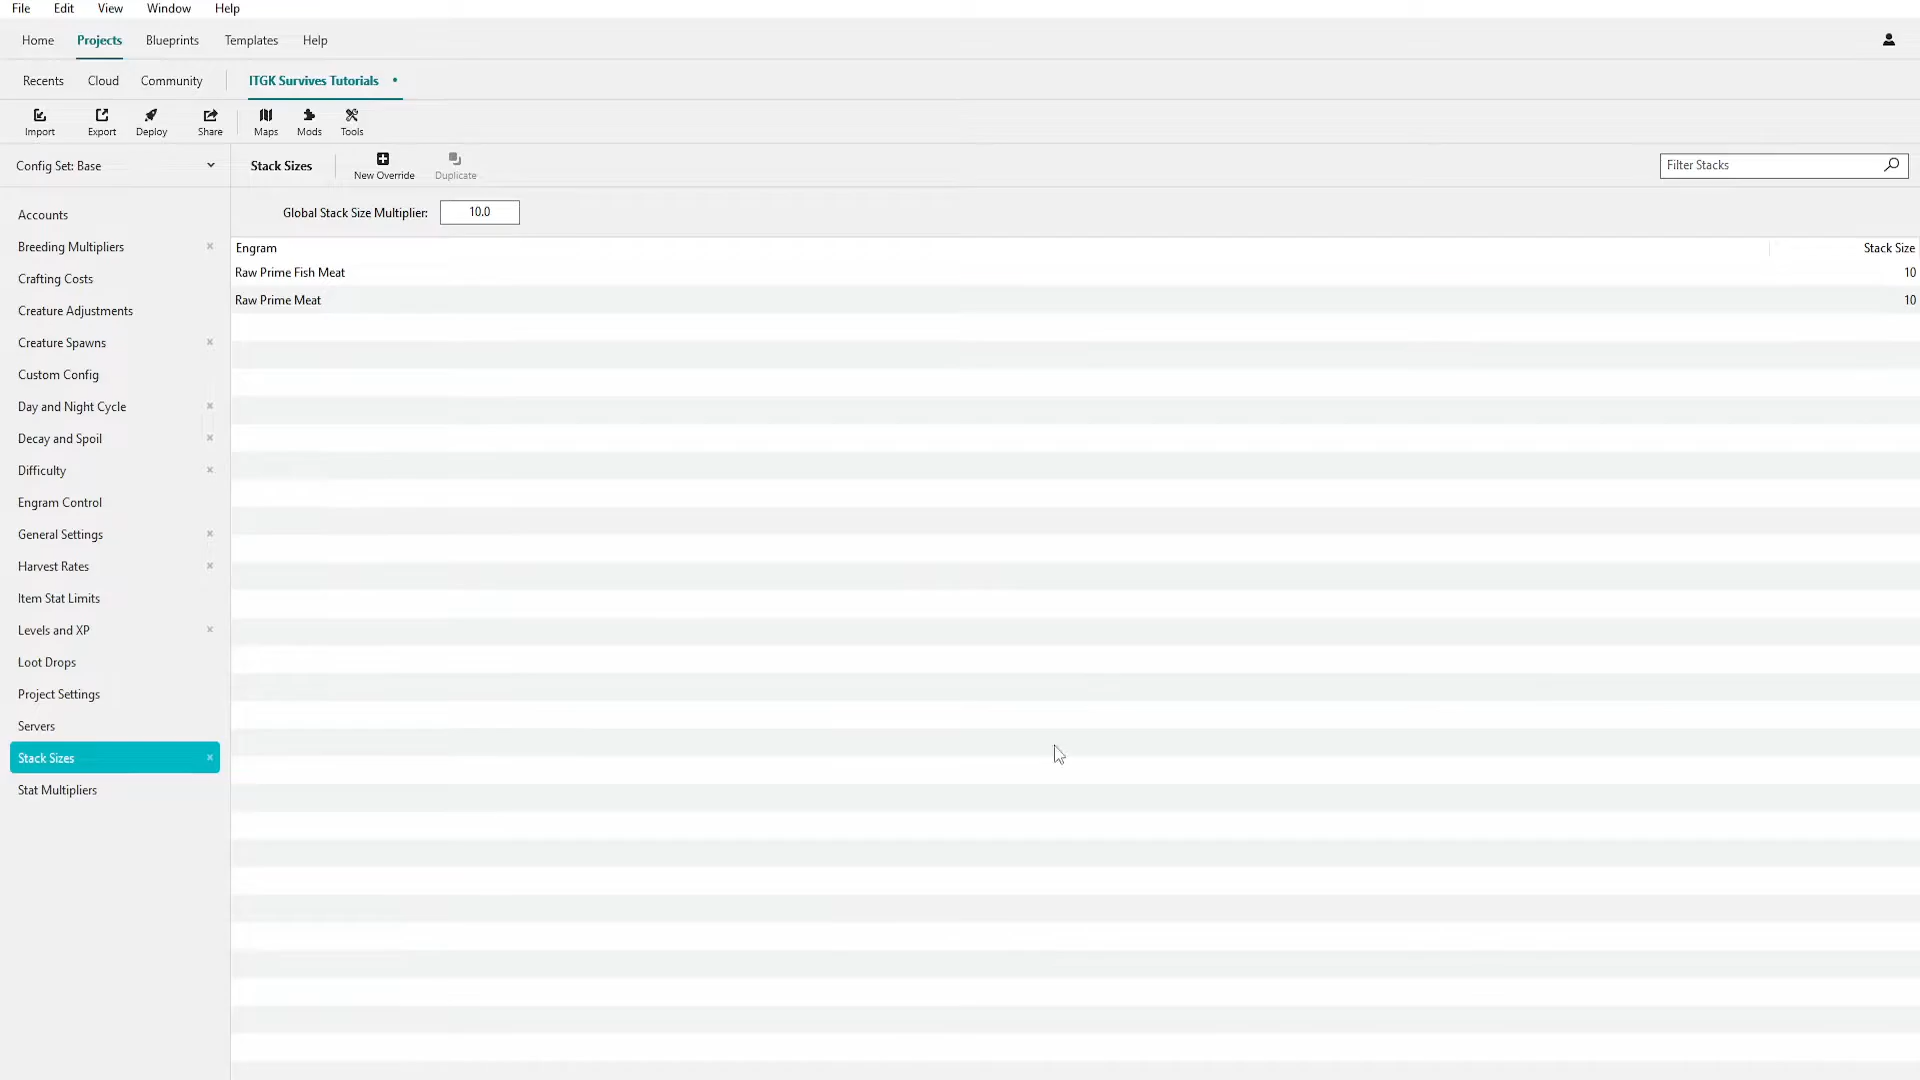 File Edit View Window Help
Home Projects Blueprints Templates Help
Recents Cloud Community ITGK Survives Tutorials •
Import Export Deploy Share Maps Mods Tools
Config Set: Base Stack Sizes New Override Duplicate Filter Stacks
Global Stack Size Multiplier: 10.0
Engram Stack Size
Raw Prime Fish Meat 10
Raw Prime Meat 10
Accounts
Breeding Multipliers
Crafting Costs
Creature Adjustments
Creature Spawns
Custom Config
Day and Night Cycle
Decay and Spoil
Difficulty
Engram Control
General Settings
Harvest Rates
Item Stat Limits
Levels and XP
Loot Drops
Project Settings
Servers
Stack Sizes
Stat Multipliers